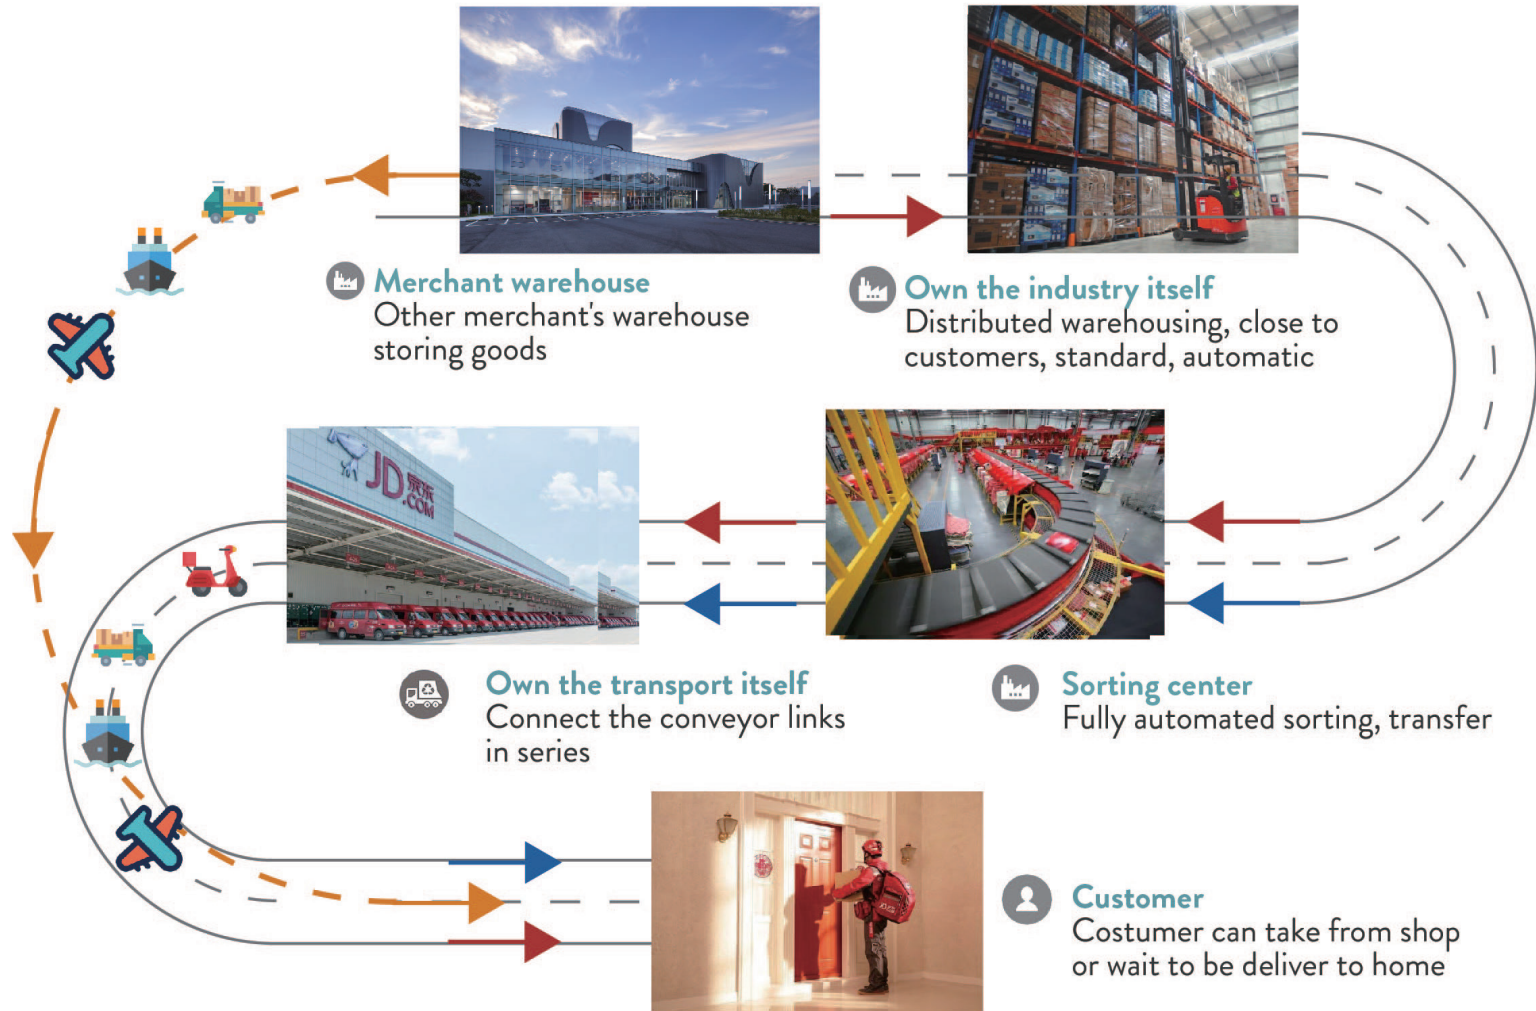 Merchant warehouse
Other merchant's warehouse
storing goods
Own the industry itself
Distributed warehousing, close to
customers, standard, automatic
JD 京东
.COM
Own the transport itself
Connect the conveyor links
in series
Sorting center
Fully automated sorting, transfer
Customer
Costumer can take from shop
or wait to be deliver to home